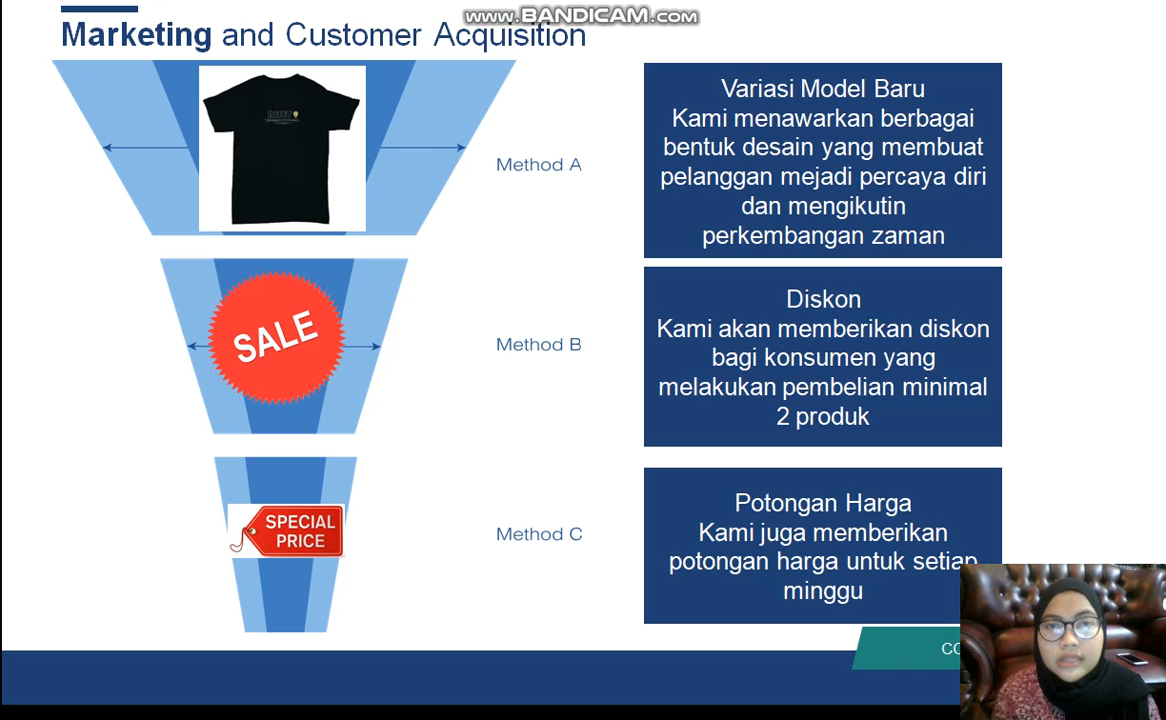 www.BANDICAM.com
Marketing and Customer Acquisition
Method A
Variasi Model Baru
Kami menawarkan berbagai
bentuk desain yang membuat
pelanggan mejadi percaya diri
dan mengikutin
perkembangan zaman
SALE
Method B
Diskon
Kami akan memberikan diskon
bagi konsumen yang
melakukan pembelian minimal
2 produk
SPECIAL
PRICE
Method C
Potongan Harga
Kami juga memberikan
potongan harga untuk setiap
minggu